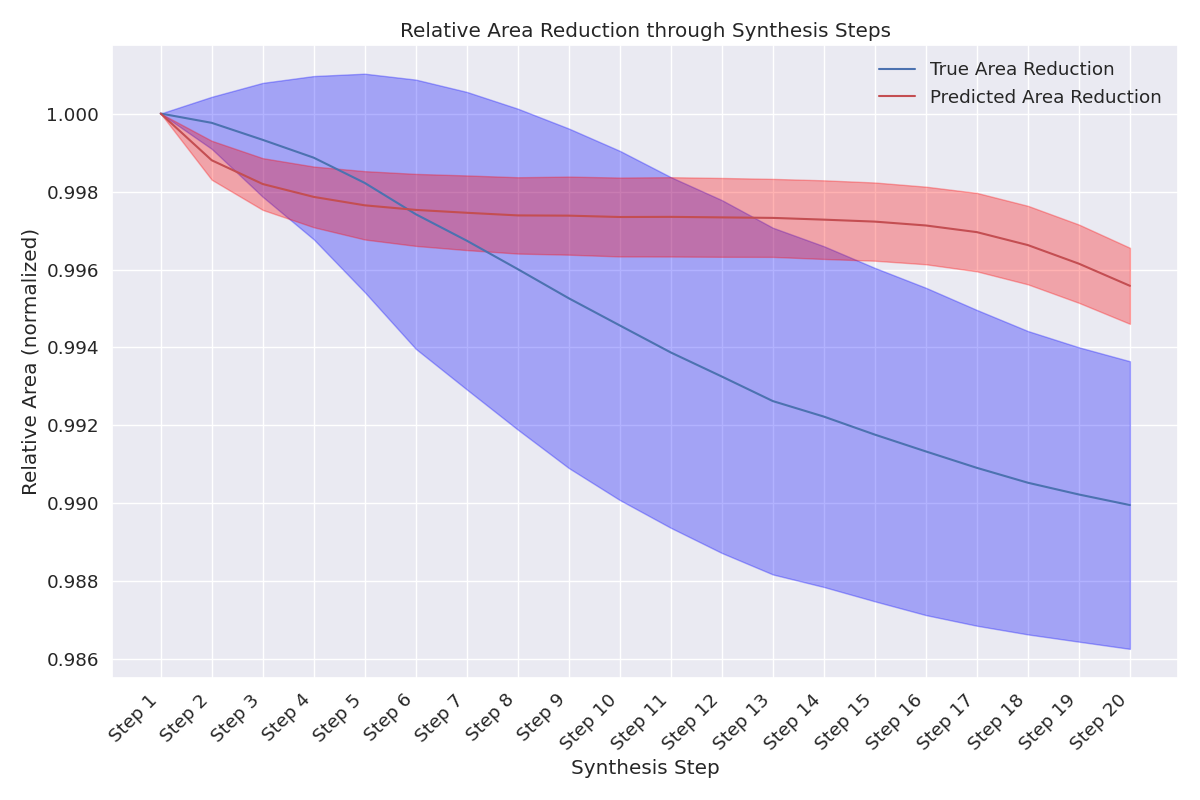 Relative Area Reduction through Synthesis Steps
True Area Reduction
Predicted Area Reduction
Relative Area (normalized)
1.000
0.998
0.996
0.994
0.992
0.990
0.988
0.986
Step 1
Step 2
Step 3
Step 4
Step 5
Step 6
Step 7
Step 8
Step 9
Step 10
Step 11
Step 12
Step 13
Step 14
Step 15
Step 16
Step 17
Step 18
Step 19
Step 20
Synthesis Step